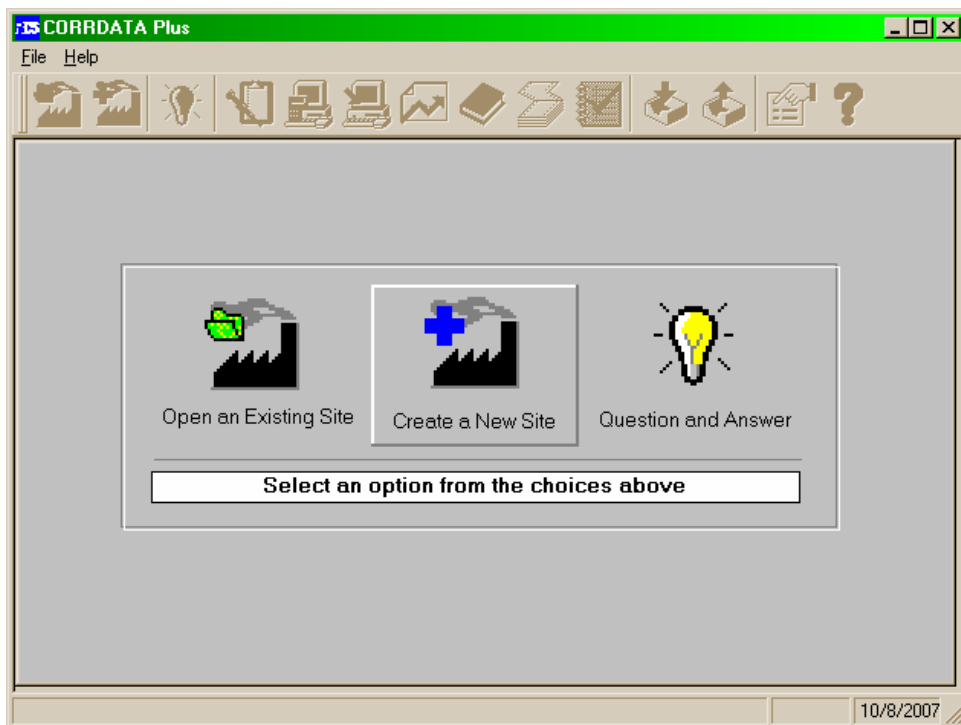 CORRDATA Plus
File Help
Open an Existing Site
Create a New Site
Question and Answer
Select an option from the choices above
10/8/2007